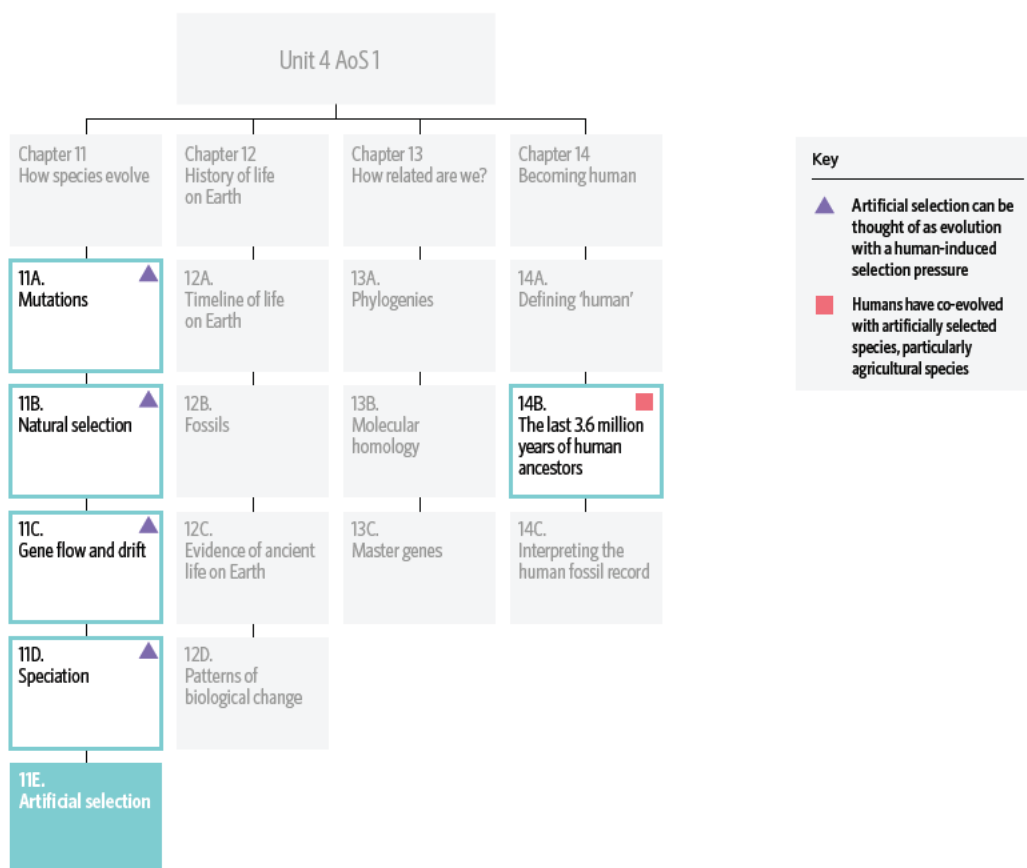 Unit 4 AoS 1
Chapter 11
How species evolve
Chapter 12
History of life
on Earth
Chapter 13
How related are we?
Chapter 14
Becoming human
11A.
Mutations
12A.
Timeline of life
on Earth
13A.
Phylogenies
14A.
Defining ‘human’
11B.
Natural selection
12B.
Fossils
13B.
Molecular
homology
14B.
The last 3.6 million
years of human
ancestors
11C.
Gene flow and drift
12C.
Evidence of ancient
life on Earth
13C.
Master genes
14C.
Interpreting the
human fossil record
11D.
Speciation
12D.
Patterns of
biological change
11E.
Artificial selection
Key
Artificial selection can be
thought of as evolution
with a human-induced
selection pressure
Humans have co-evolved
with artificially selected
species, particularly
agricultural species